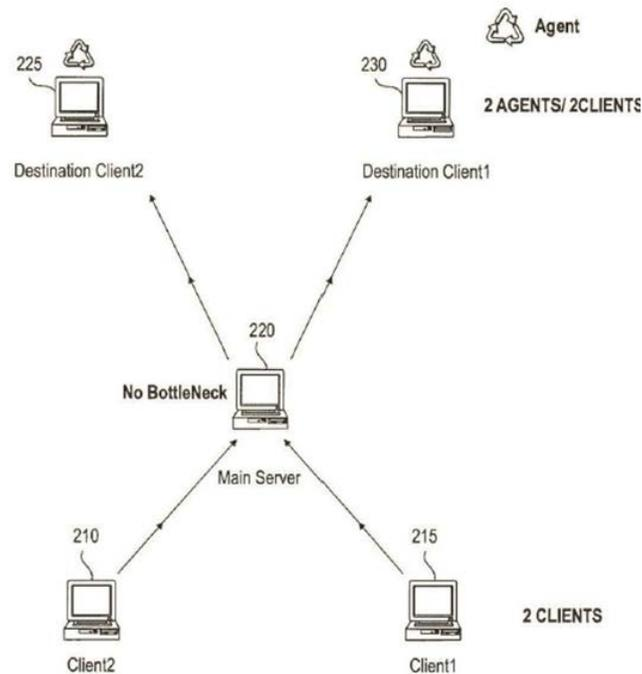 Agent
225
230
2 AGENTS/ 2CLIENTS
Destination Client2
Destination Client1
220
No BottleNeck
Main Server
210
215
2 CLIENTS
Client2
Client1